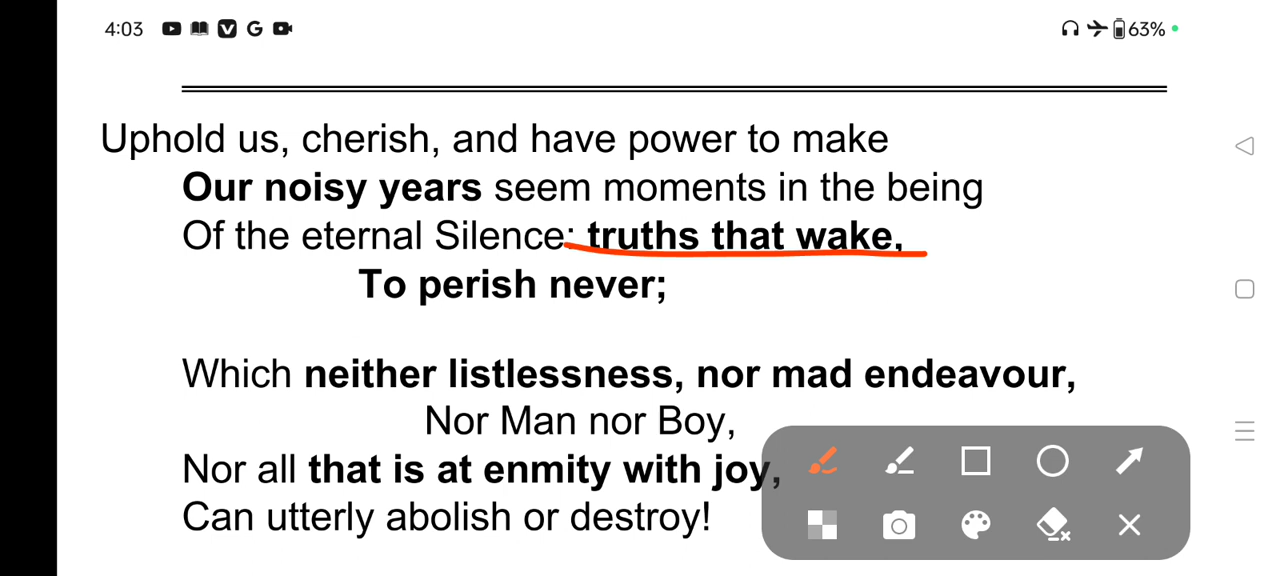 4:03 63%
Uphold us, cherish, and have power to make
Our noisy years seem moments in the being
Of the eternal Silence: truths that wake,
To perish never;
Which neither listlessness, nor mad endeavour,
Nor Man nor Boy,
Nor all that is at enmity with joy,
Can utterly abolish or destroy!